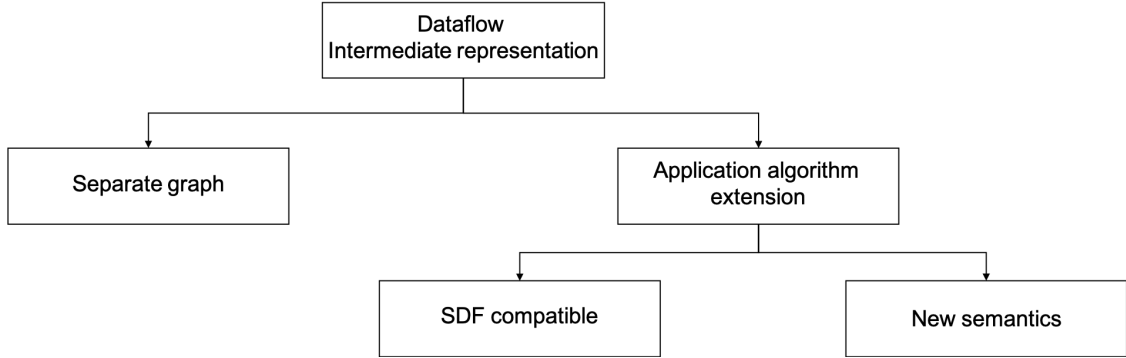 Dataflow
Intermediate representation
Separate graph
Application algorithm
extension
SDF compatible
New semantics